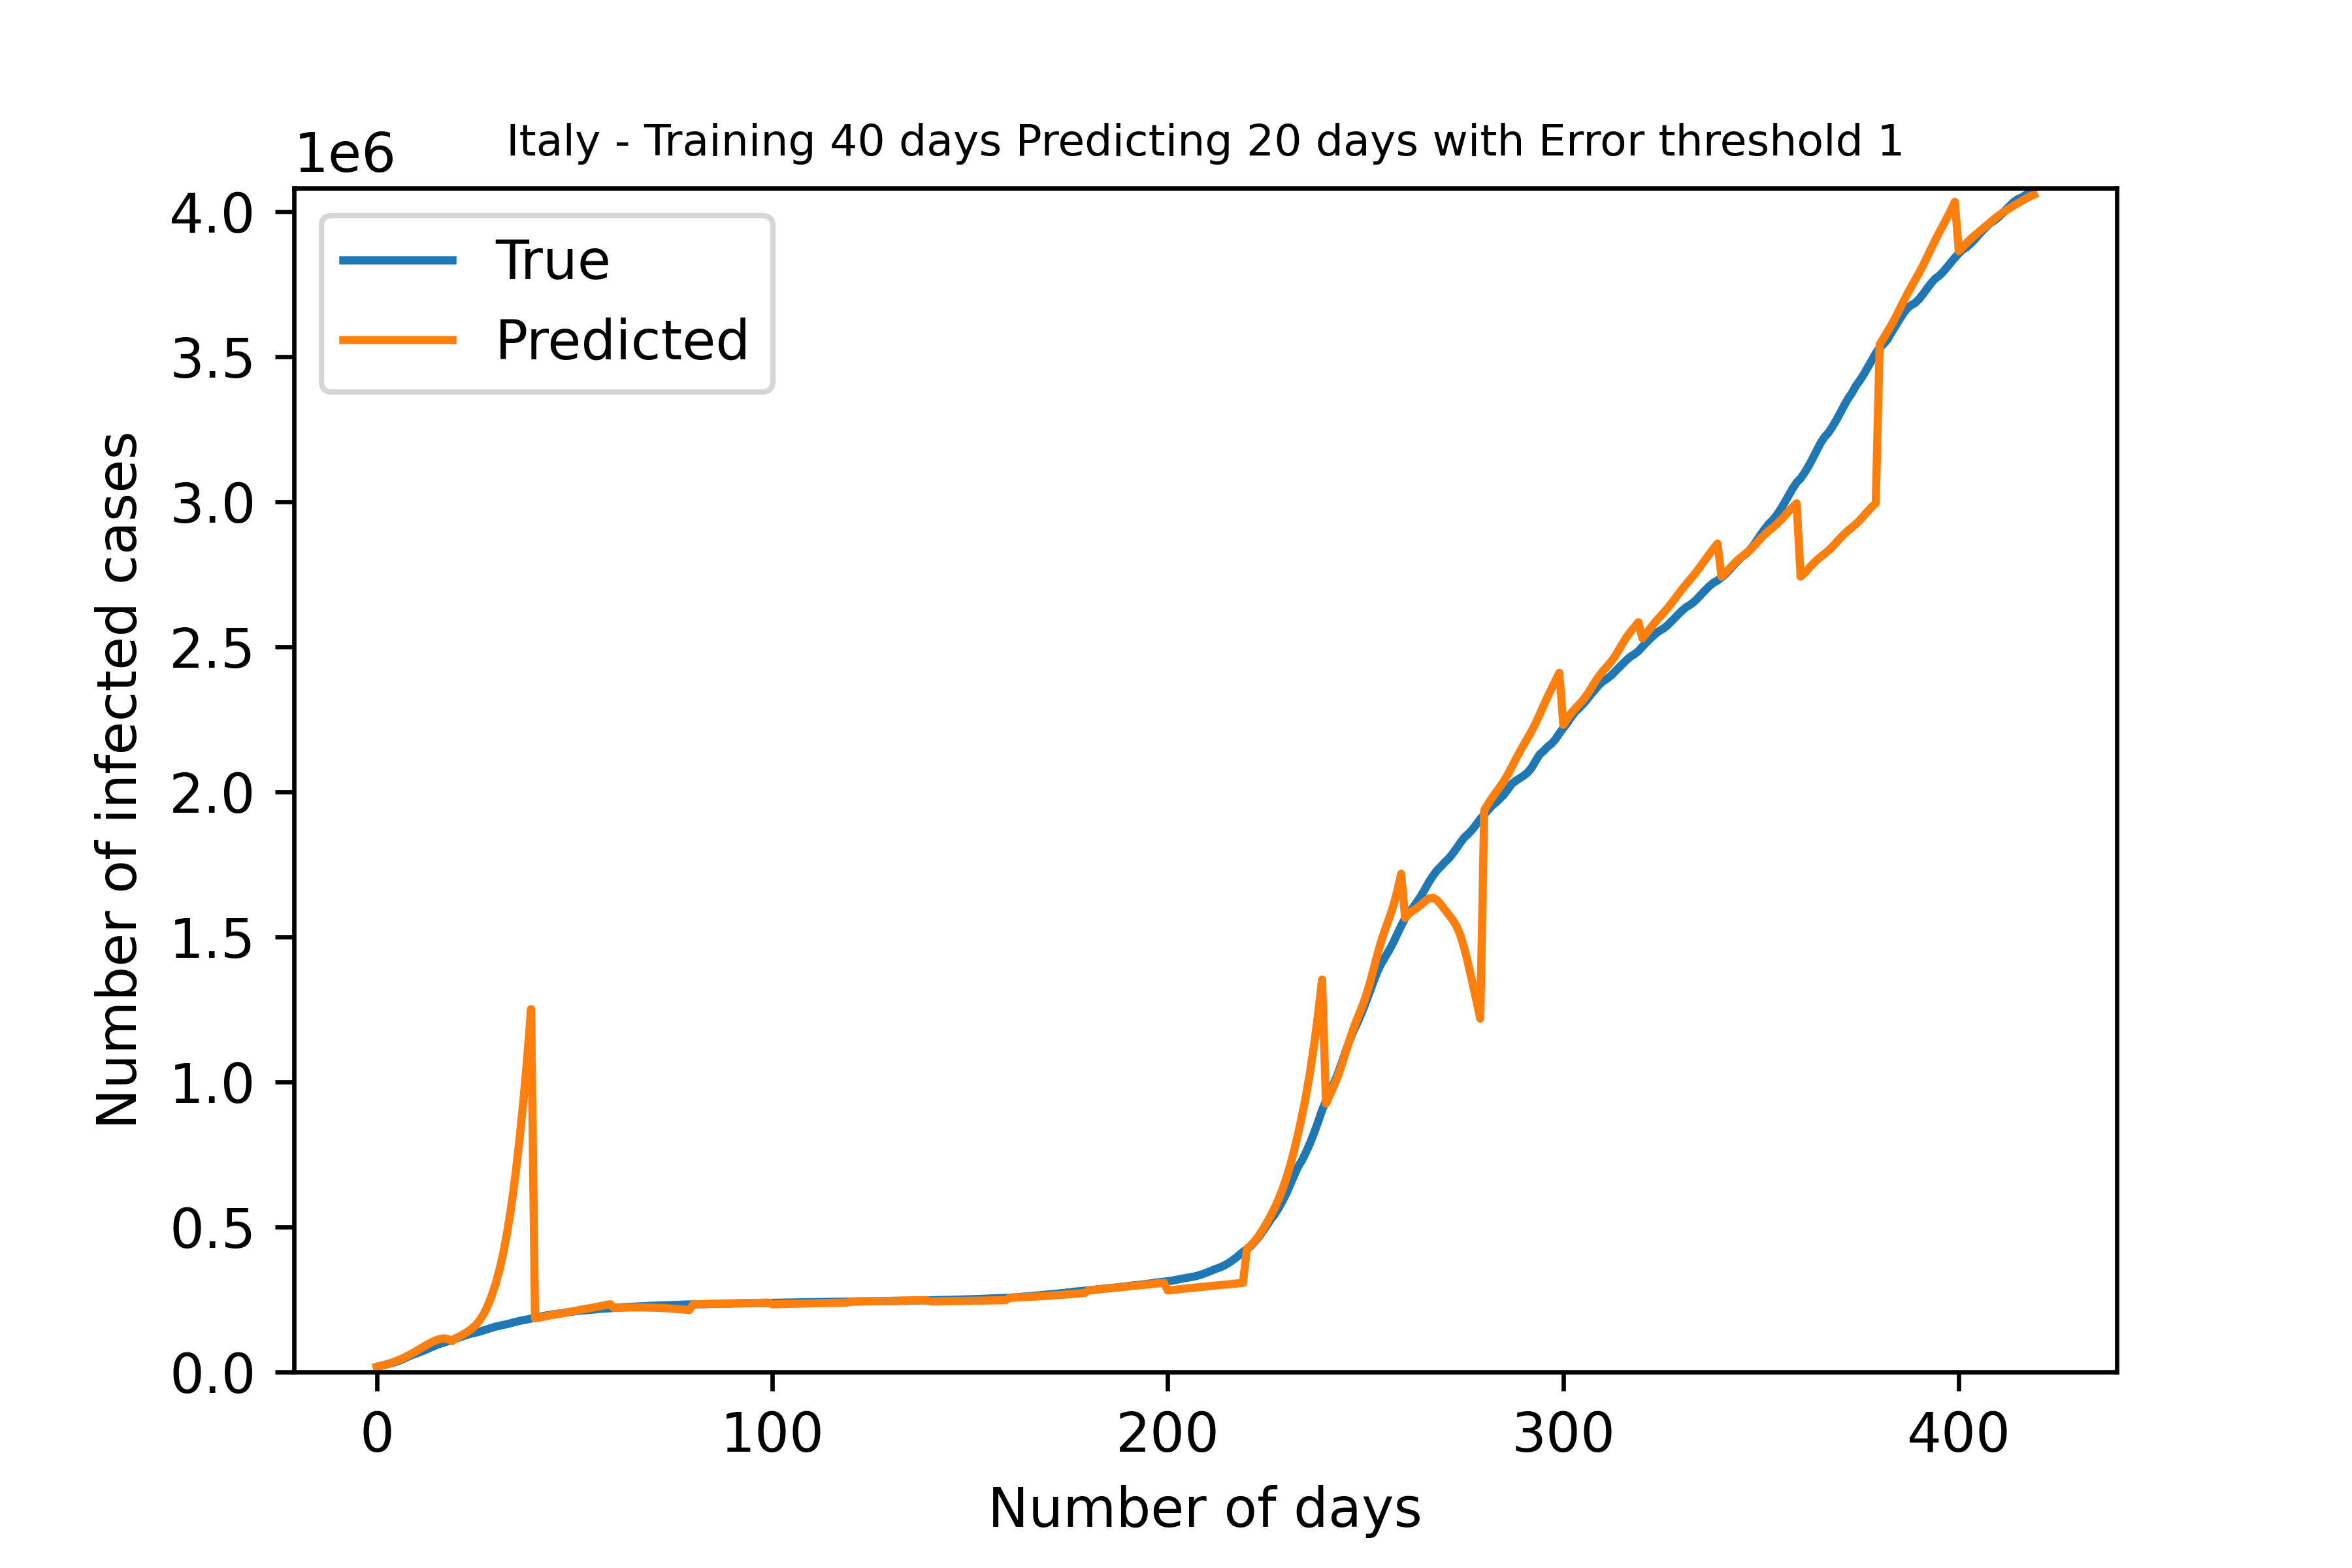 Italy - Training 40 days Predicting 20 days with Error threshold 1
1e6
True
Predicted
4.0
3.5
3.0
2.5
2.0
1.5
1.0
0.5
0.0
Number of infected cases
0 100 200 300 400
Number of days